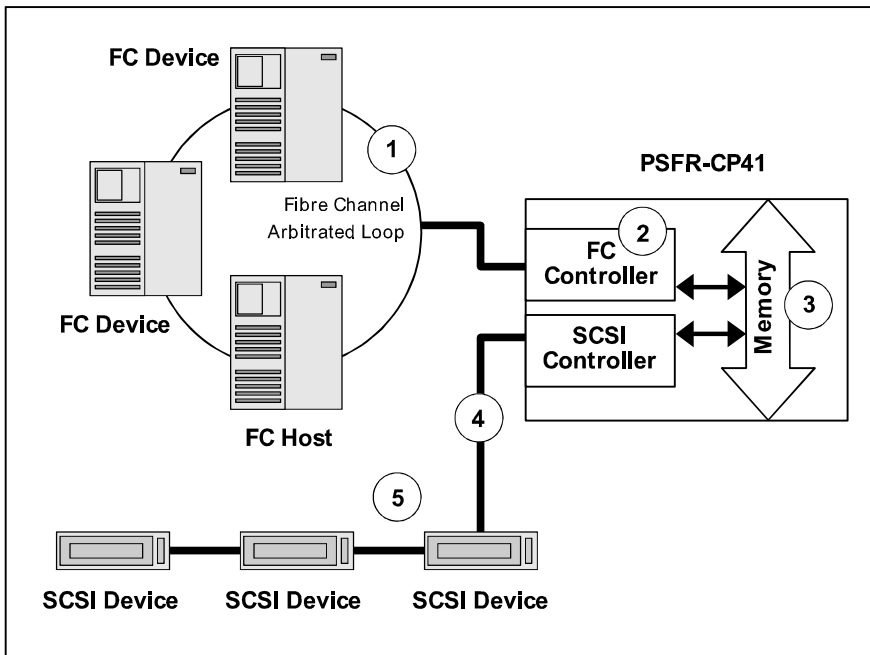 FC Device
1
PSFR-CP41
Fibre Channel
Arbitrated Loop
2
FC
Controller
FC Device
Memory
3
SCSI
Controller
4
FC Host
5
SCSI Device
SCSI Device
SCSI Device